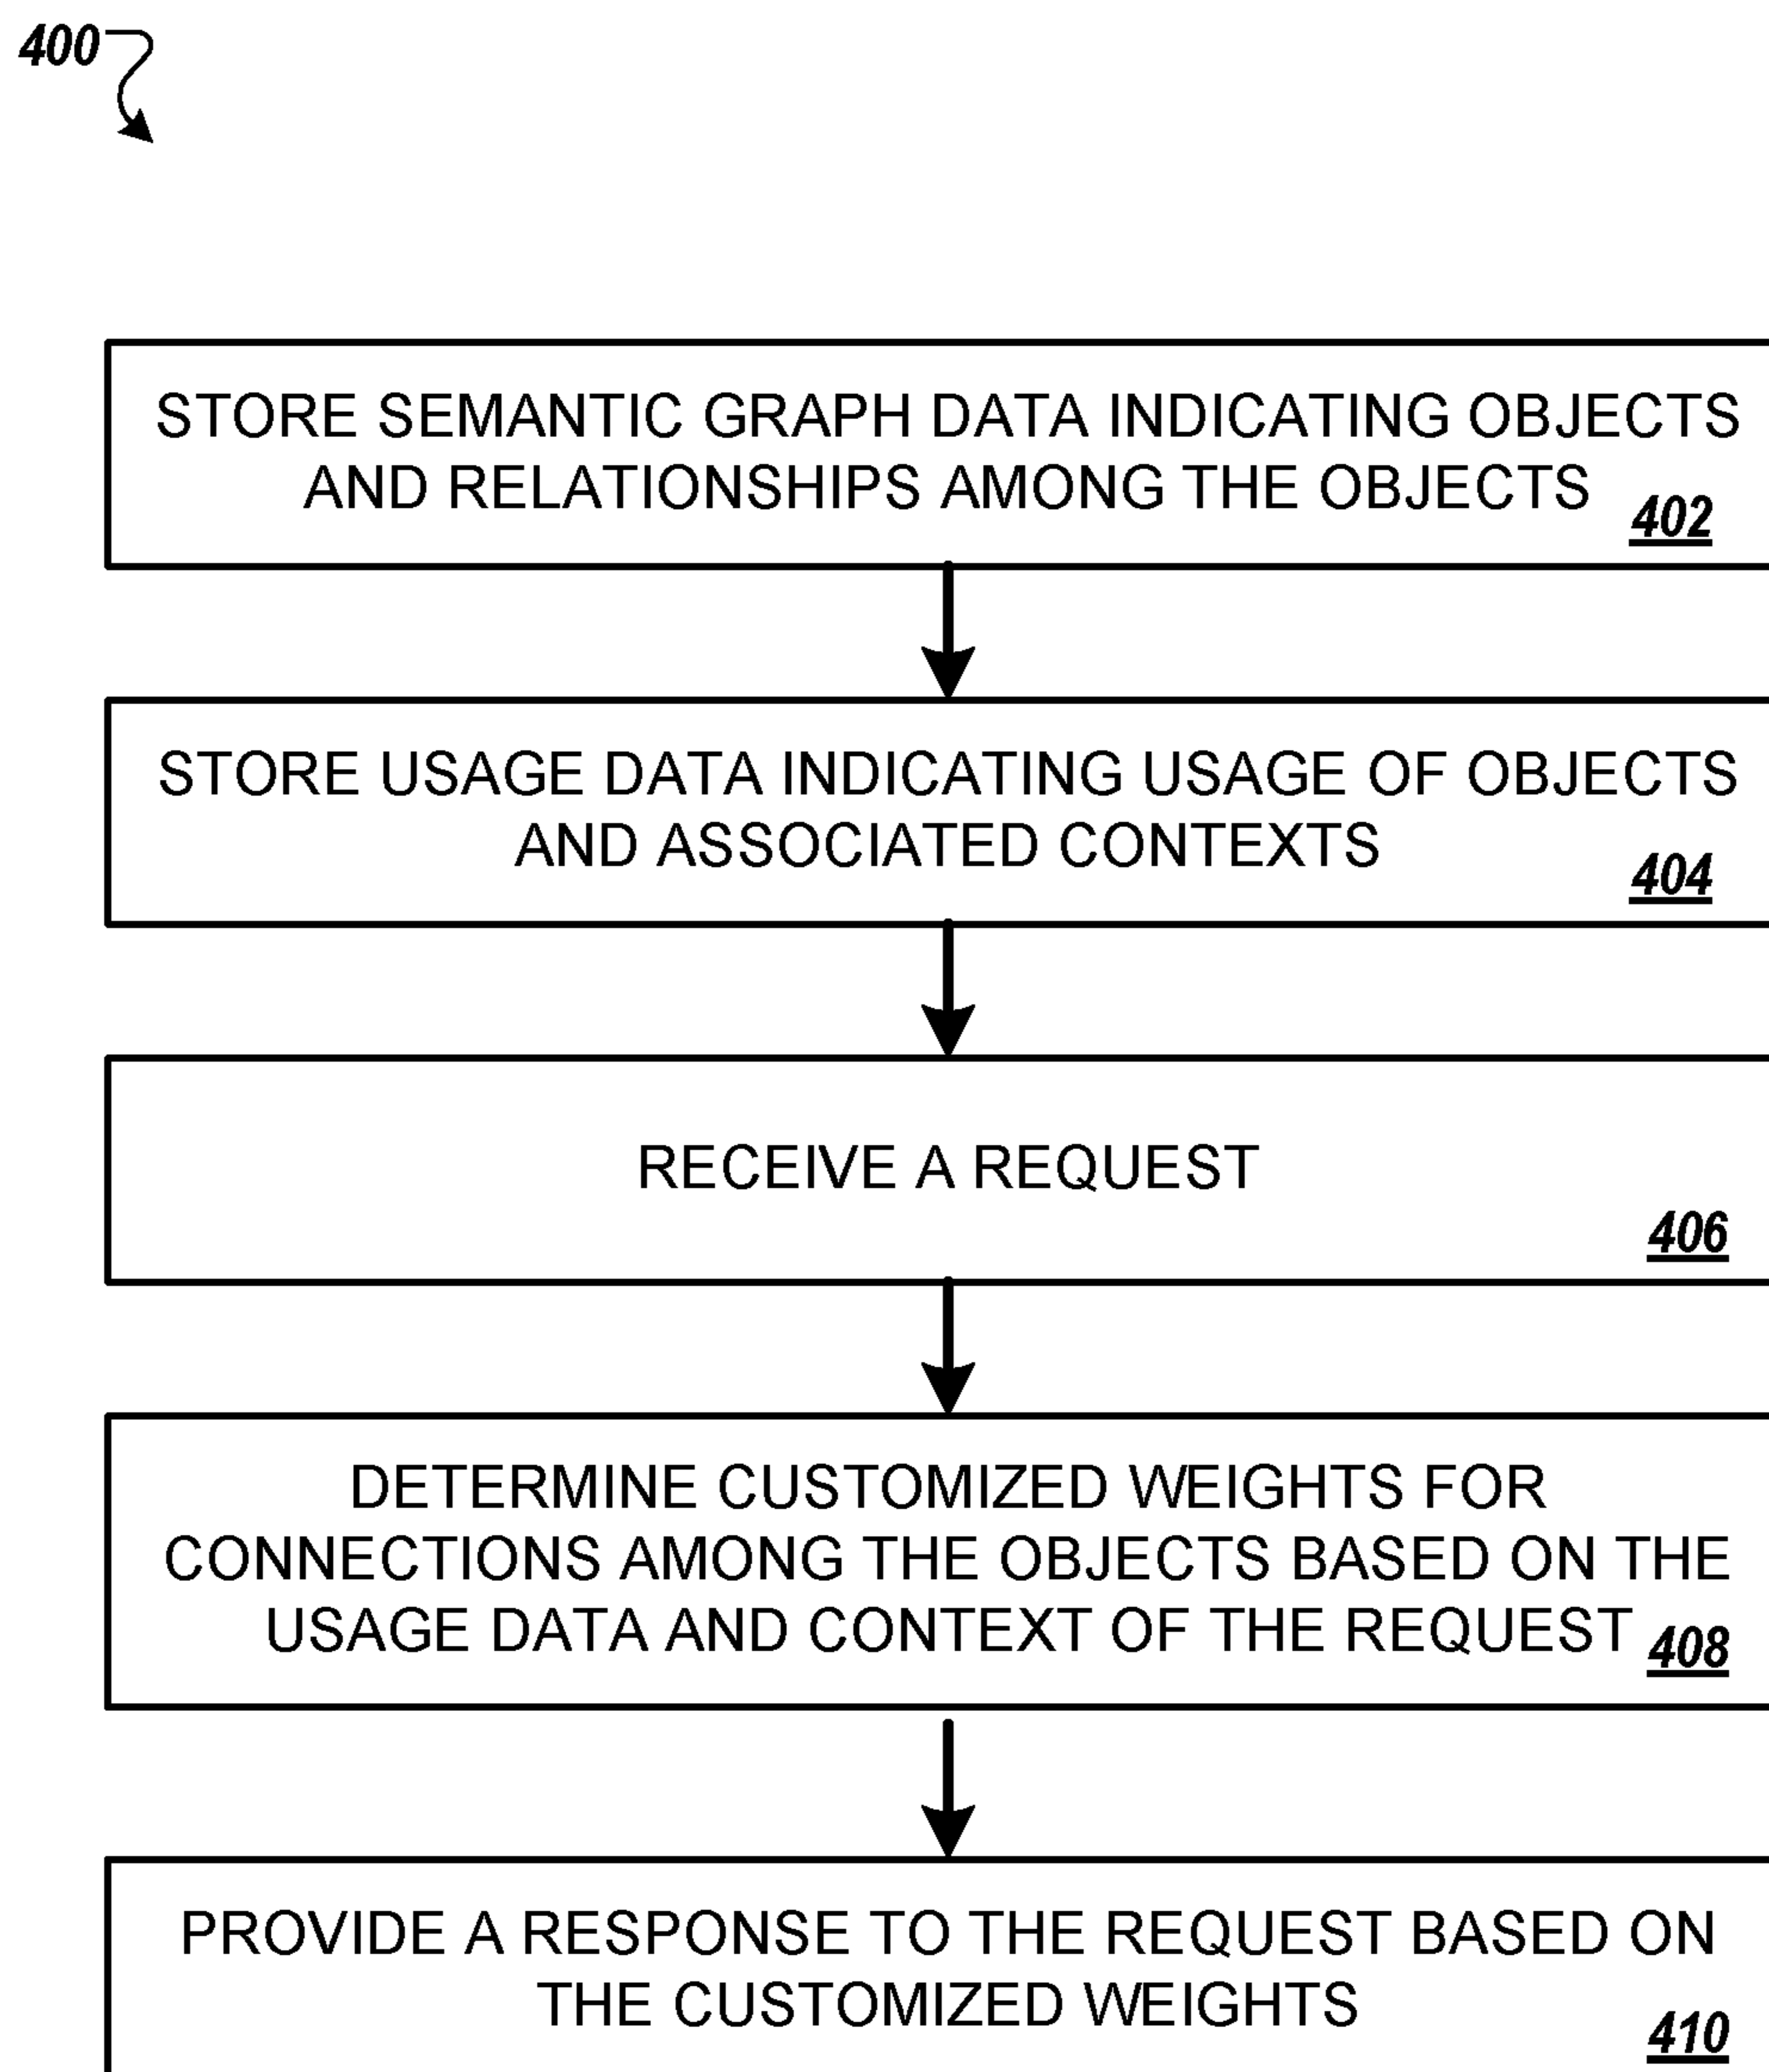 400
STORE SEMANTIC GRAPH DATA INDICATING OBJECTS
AND RELATIONSHIPS AMONG THE OBJECTS
402
STORE USAGE DATA INDICATING USAGE OF OBJECTS
AND ASSOCIATED CONTEXTS
404
RECEIVE A REQUEST
406
DETERMINE CUSTOMIZED WEIGHTS FOR
CONNECTIONS AMONG THE OBJECTS BASED ON THE
USAGE DATA AND CONTEXT OF THE REQUEST
408
PROVIDE A RESPONSE TO THE REQUEST BASED ON
THE CUSTOMIZED WEIGHTS
410